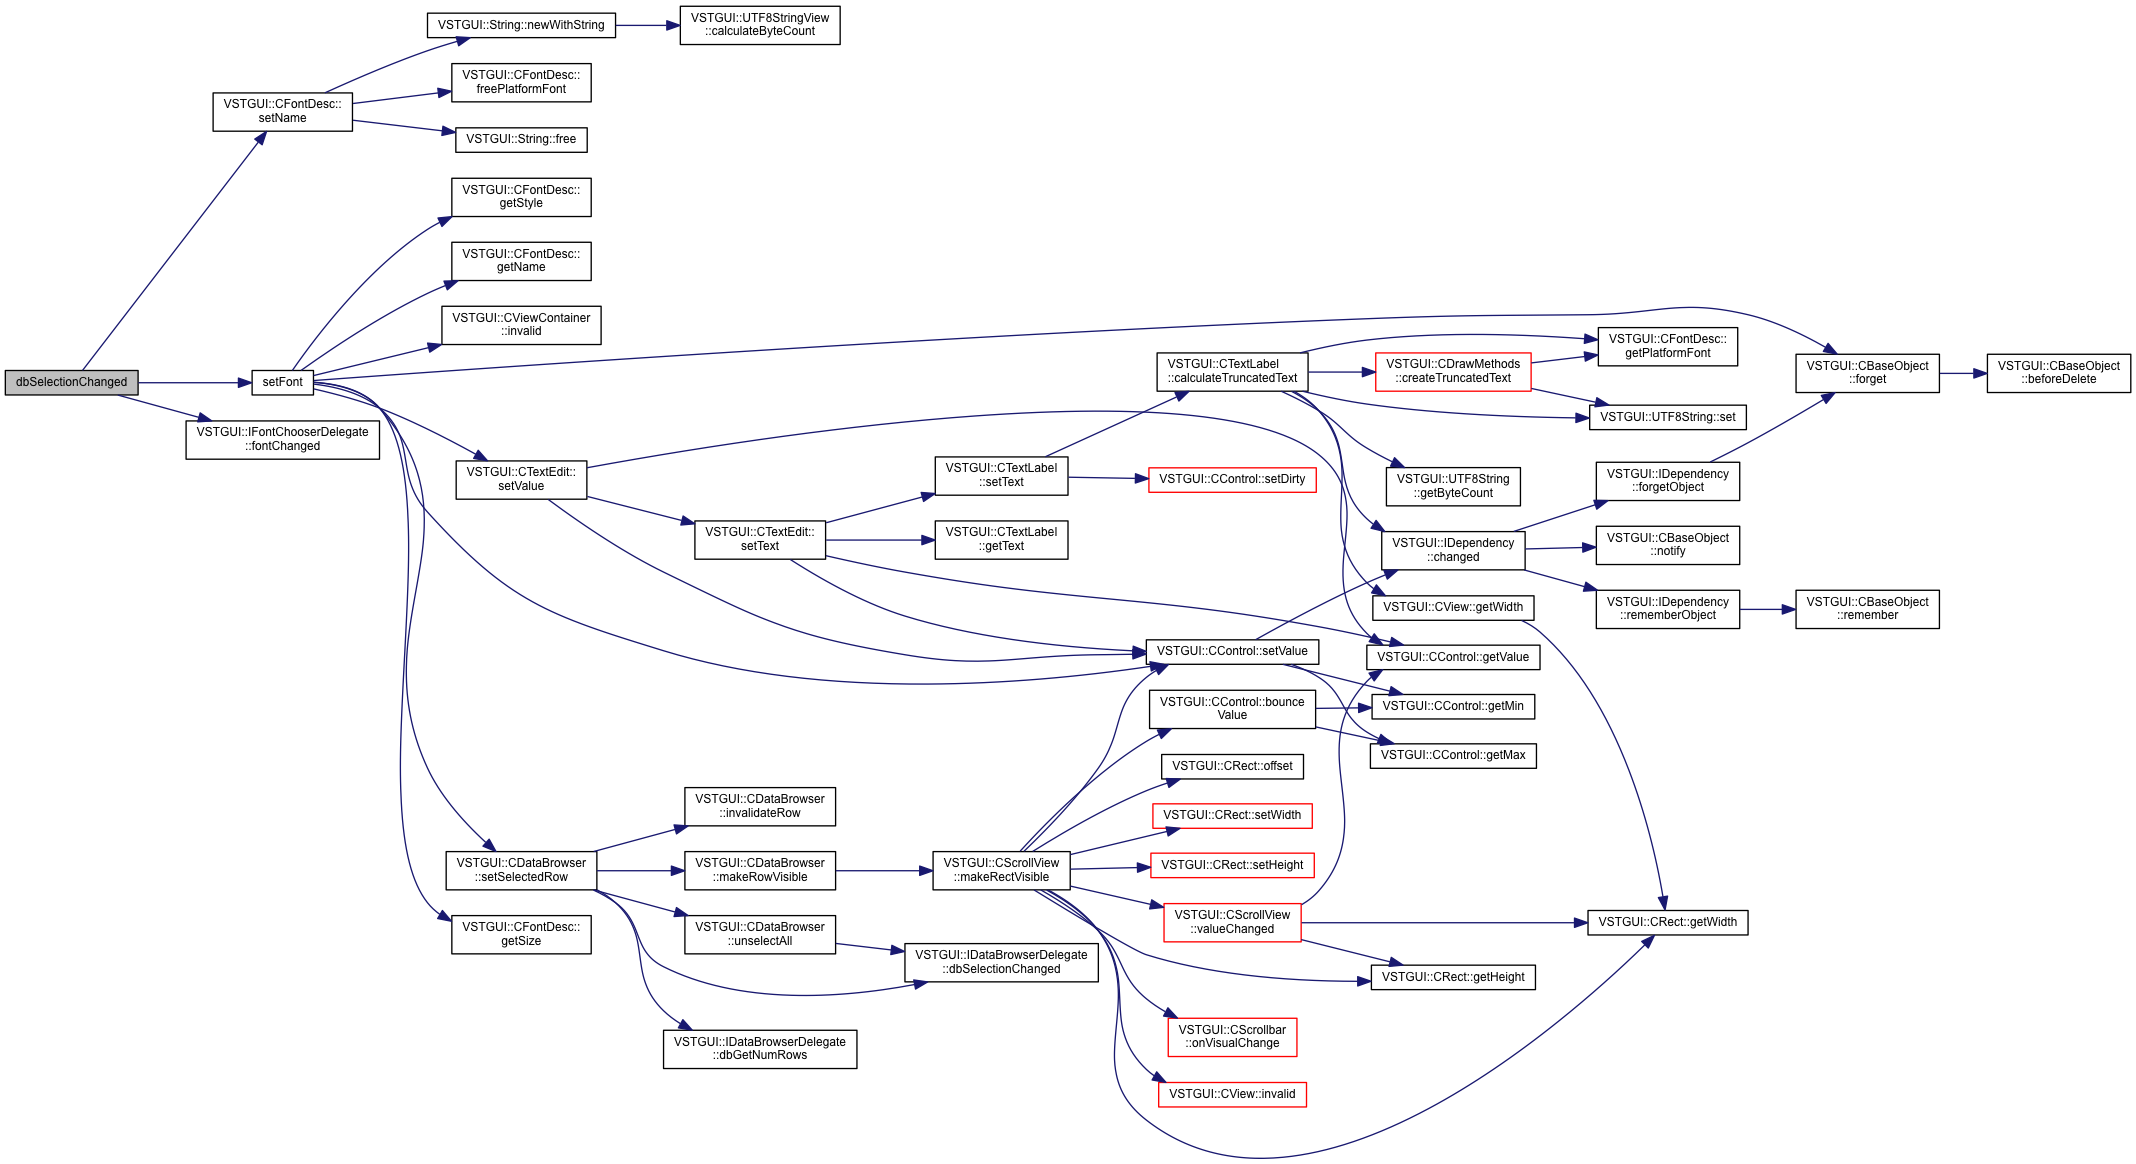 dbSelectionChanged
VSTGUI::CFontDesc::
setName
setFont
VSTGUI::IFontChooserDelegate
::fontChanged
VSTGUI::String::newWithString
VSTGUI::UTF8StringView
::calculateByteCount
VSTGUI::CFontDesc::
freePlatformFont
VSTGUI::String::free
VSTGUI::CFontDesc::
getStyle
VSTGUI::CFontDesc::
getName
VSTGUI::CViewContainer
::invalid
VSTGUI::CTextEdit::
setValue
VSTGUI::CTextEdit::
setText
VSTGUI::CTextLabel
::setText
VSTGUI::CTextLabel
::getText
VSTGUI::CTextLabel
::calculateTruncatedText
VSTGUI::CControl::setDirty
VSTGUI::CDrawMethods
::createTruncatedText
VSTGUI::CFontDesc::
getPlatformFont
VSTGUI::UTF8String::set
VSTGUI::UTF8String
::getByteCount
VSTGUI::IDependency
::changed
VSTGUI::IDependency
::forgetObject
VSTGUI::CBaseObject
::notify
VSTGUI::IDependency
::rememberObject
VSTGUI::CBaseObject
::forget
VSTGUI::CBaseObject
::beforeDelete
VSTGUI::CBaseObject
::remember
VSTGUI::CView::getWidth
VSTGUI::CControl::setValue
VSTGUI::CControl::getValue
VSTGUI::CControl::bounce
Value
VSTGUI::CControl::getMin
VSTGUI::CControl::getMax
VSTGUI::CRect::offset
VSTGUI::CRect::setWidth
VSTGUI::CRect::setHeight
VSTGUI::CDataBrowser
::setSelectedRow
VSTGUI::CFontDesc::
getSize
VSTGUI::CDataBrowser
::invalidateRow
VSTGUI::CDataBrowser
::makeRowVisible
VSTGUI::CDataBrowser
::unselectAll
VSTGUI::IDataBrowserDelegate
::dbGetNumRows
VSTGUI::CScrollView
::makeRectVisible
VSTGUI::IDataBrowserDelegate
::dbSelectionChanged
VSTGUI::CScrollView
::valueChanged
VSTGUI::CRect::getWidth
VSTGUI::CRect::getHeight
VSTGUI::CScrollbar
::onVisualChange
VSTGUI::CView::invalid